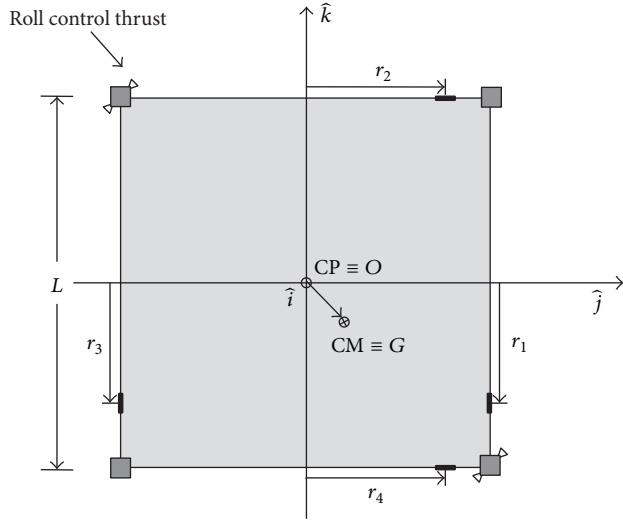 Roll control thrust
k̂
r₂
CP ≡ O
L
î
ĵ
r₃
CM ≡ G
r₁
r₄